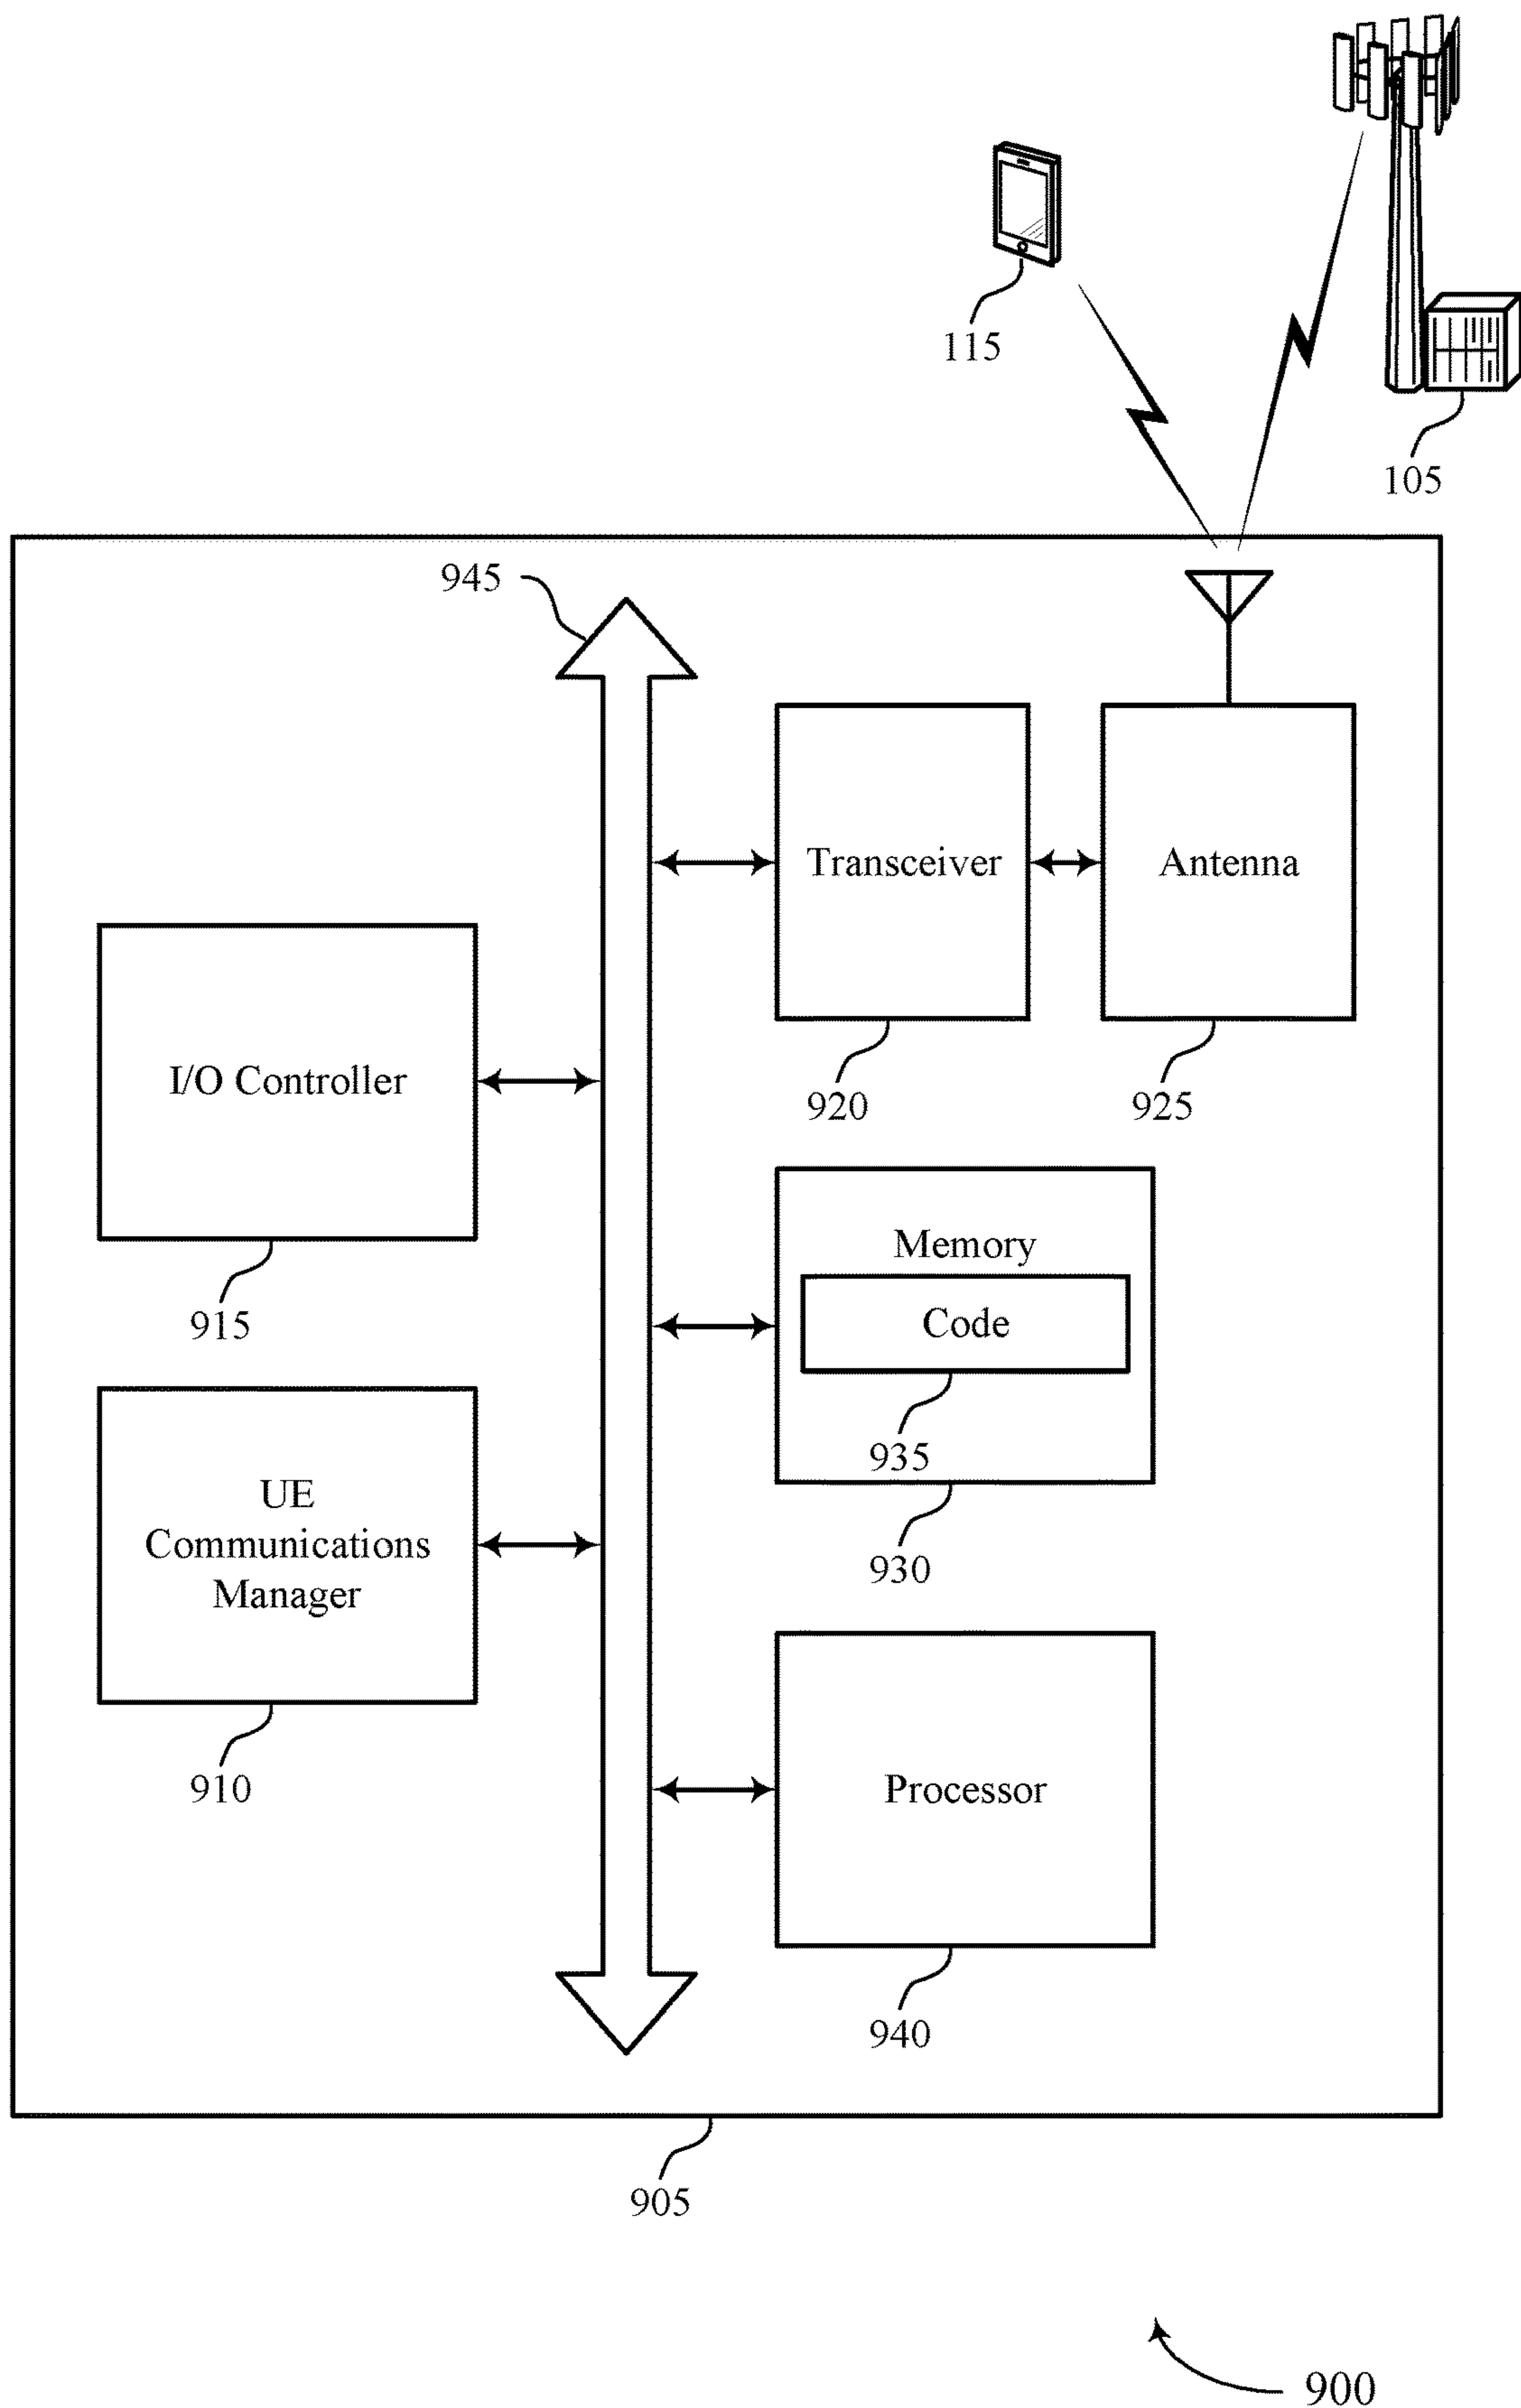 115
105
945
Transceiver
Antenna
I/O Controller
920
925
Memory
Code
915
935
UE
Communications
Manager
930
910
Processor
940
905
900